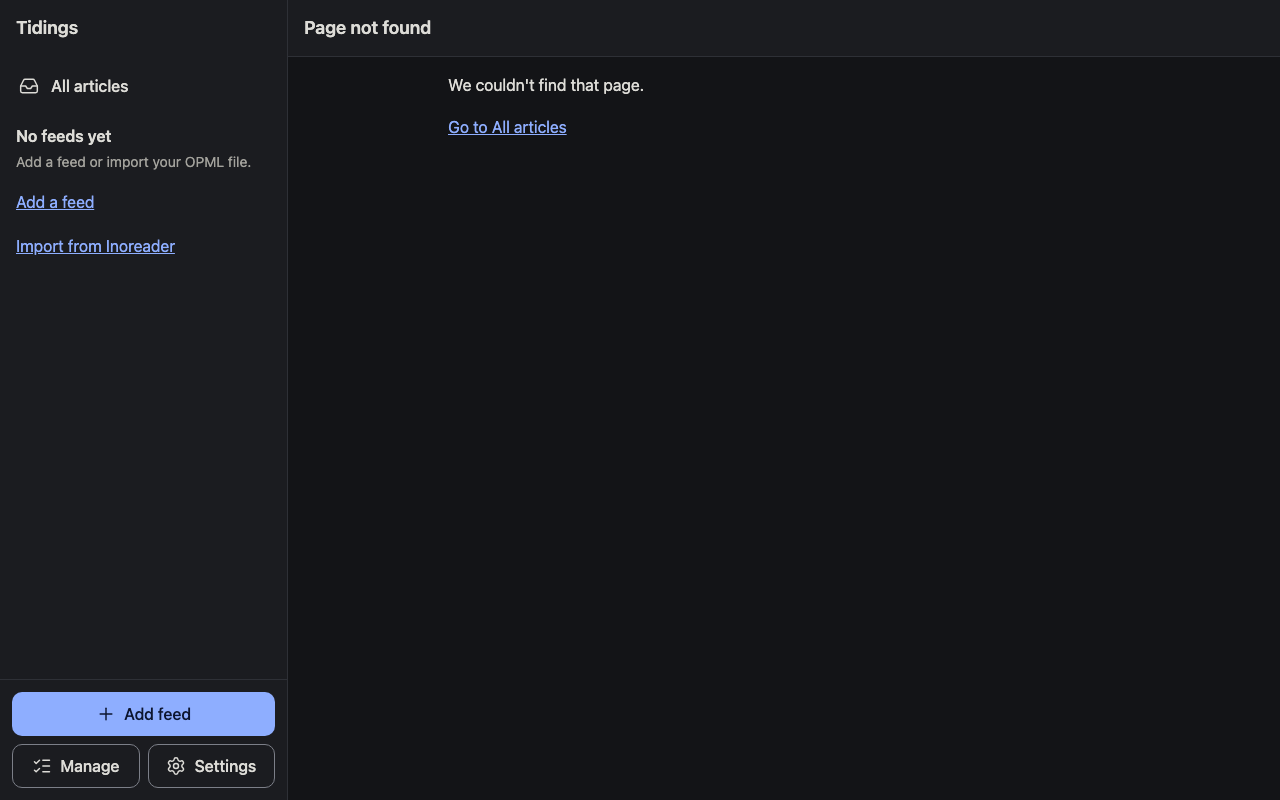 Tidings
All articles
No feeds yet
Add a feed or import your OPML file.
Add a feed
Import from Inoreader
Add feed
Manage
Settings
Page not found
We couldn't find that page.
Go to All articles